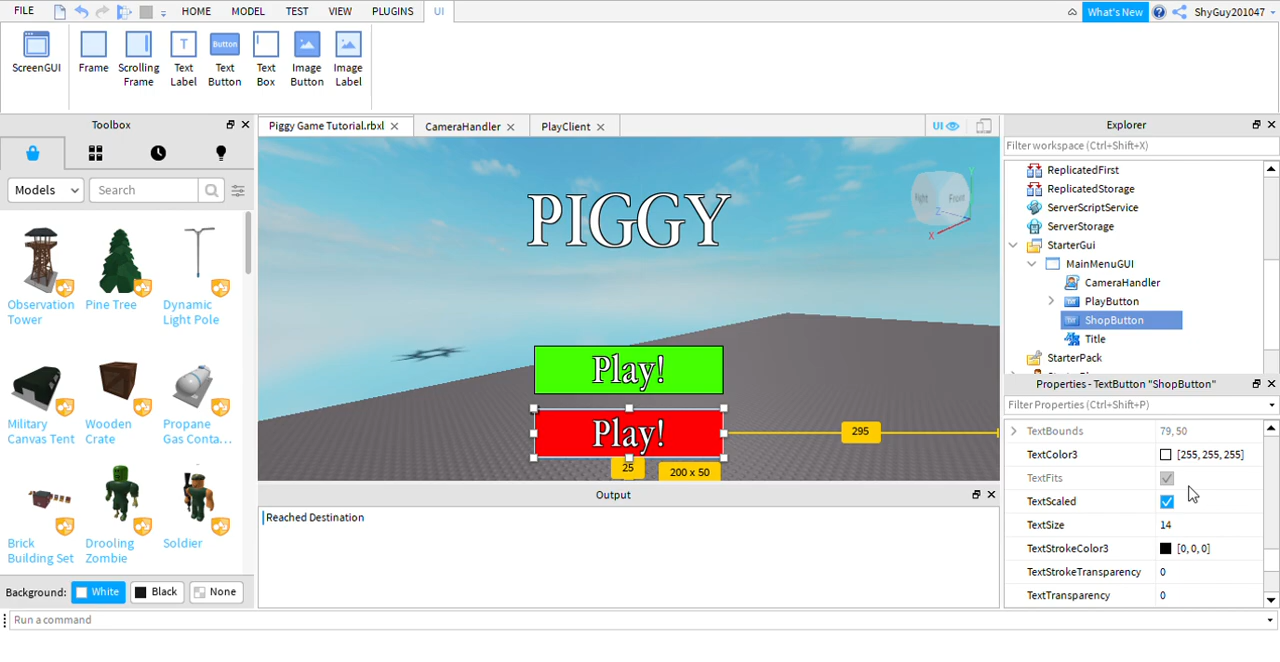 FILE HOME MODEL TEST VIEW PLUGINS UI What's New ShyGuy201047
ScreenGUI Frame Scrolling Frame Text Label Text Button Button Text Box Image Button Image Label
Toolbox
Models Search
Observation Tower Pine Tree Dynamic Light Pole
Military Canvas Tent Wooden Crate Propane Gas Conta...
Brick Building Set Drooling Zombie Soldier
Background: White Black None
Piggy Game Tutorial.rbxl CameraHandler PlayClient UI
Right Front
Y
Z
X
PIGGY
Play!
Play!
295
25 200 x 50
Output
Reached Destination
Explorer
Filter workspace (Ctrl+Shift+X)
ReplicatedFirst
ReplicatedStorage
ServerScriptService
ServerStorage
StarterGui
MainMenuGUI
CameraHandler
PlayButton
ShopButton
Title
StarterPack
Properties - TextButton "ShopButton"
Filter Properties (Ctrl+Shift+P)
TextBounds 79, 50
TextColor3 [255, 255, 255]
TextFits
TextScaled
TextSize 14
TextStrokeColor3 [0, 0, 0]
TextStrokeTransparency 0
TextTransparency 0
Run a command